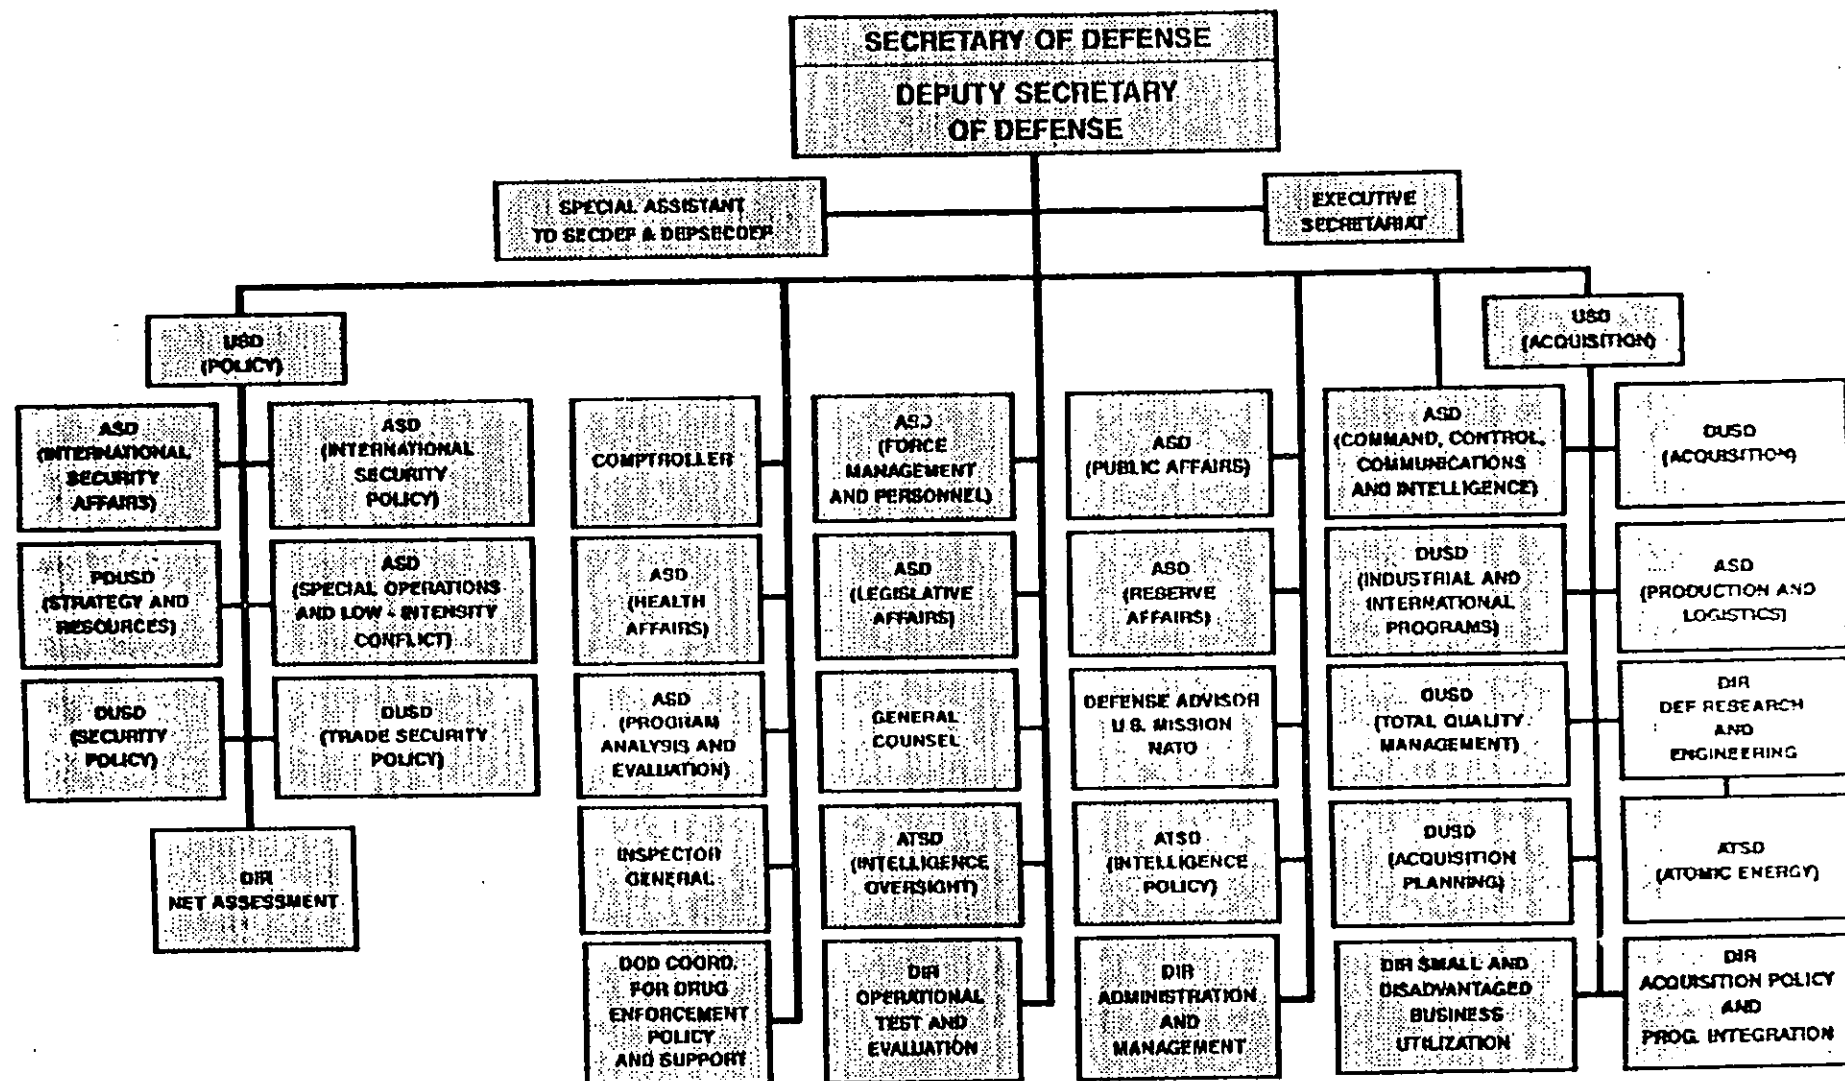 SECRETARY OF DEFENSE
DEPUTY SECRETARY
OF DEFENSE
SPECIAL ASSISTANT
TO SECDEF & DEPSECDEF
EXECUTIVE
SECRETARIAT
USD
(POLICY)
USD
(ACQUISITION)
ASD
(INTERNATIONAL
SECURITY
AFFAIRS)
ASD
(INTERNATIONAL
SECURITY
POLICY)
COMPTROLLER
ASD
(FORCE
MANAGEMENT
AND PERSONNEL)
ASD
(PUBLIC AFFAIRS)
ASD
(COMMAND, CONTROL,
COMMUNICATIONS
AND INTELLIGENCE)
DUSD
(ACQUISITION)
PDUSD
(STRATEGY AND
RESOURCES)
ASD
(SPECIAL OPERATIONS
AND LOW - INTENSITY
CONFLICT)
ASD
(HEALTH
AFFAIRS)
ASD
(LEGISLATIVE
AFFAIRS)
ASD
(RESERVE
AFFAIRS)
DUSD
(INDUSTRIAL AND
INTERNATIONAL
PROGRAMS)
ASD
(PRODUCTION AND
LOGISTICS)
DUSD
(SECURITY
POLICY)
DUSD
(TRADE SECURITY
POLICY)
ASD
(PROGRAM
ANALYSIS AND
EVALUATION)
GENERAL
COUNSEL
DEFENSE ADVISOR
U.S. MISSION
NATO
DUSD
(TOTAL QUALITY
MANAGEMENT)
DIR
DEF RESEARCH
AND
ENGINEERING
DIR
NET ASSESSMENT
INSPECTOR
GENERAL
ATSD
(INTELLIGENCE
OVERSIGHT)
ATSD
(INTELLIGENCE
POLICY)
DUSD
(ACQUISITION
PLANNING)
ATSD
(ATOMIC ENERGY)
DOD COORD.
FOR DRUG
ENFORCEMENT
POLICY
AND SUPPORT
DIR
OPERATIONAL
TEST AND
EVALUATION
DIR
ADMINISTRATION
AND
MANAGEMENT
DIR SMALL AND
DISADVANTAGED
BUSINESS
UTILIZATION
DIR
ACQUISITION POLICY
AND
PROG. INTEGRATION